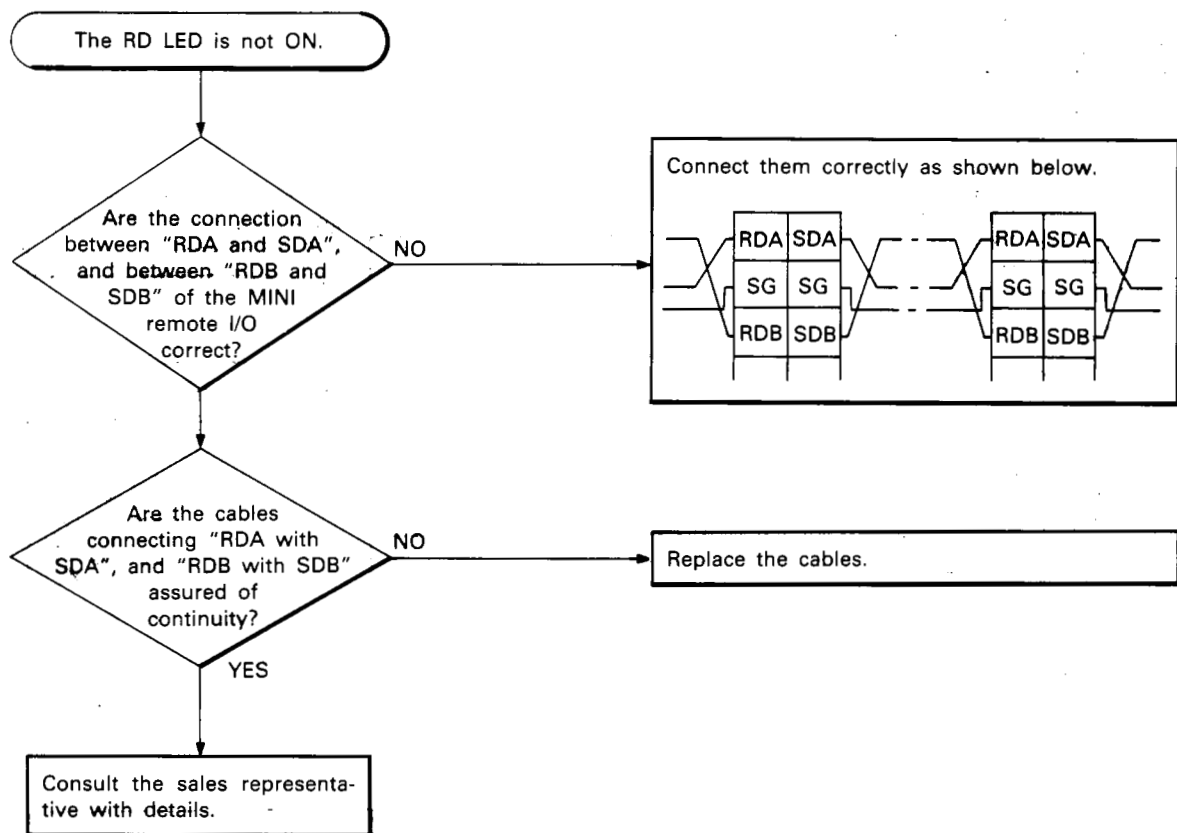 The RD LED is not ON.
Are the connection
between "RDA and SDA",
and between "RDB and
SDB" of the MINI
remote I/O
correct?
NO
Connect them correctly as shown below.
RDA SDA RDA SDA
SG SG SG SG
RDB SDB RDB SDB
Are the cables
connecting "RDA with
SDA", and "RDB with SDB"
assured of
continuity?
NO
Replace the cables.
YES
Consult the sales representa-
tive with details.